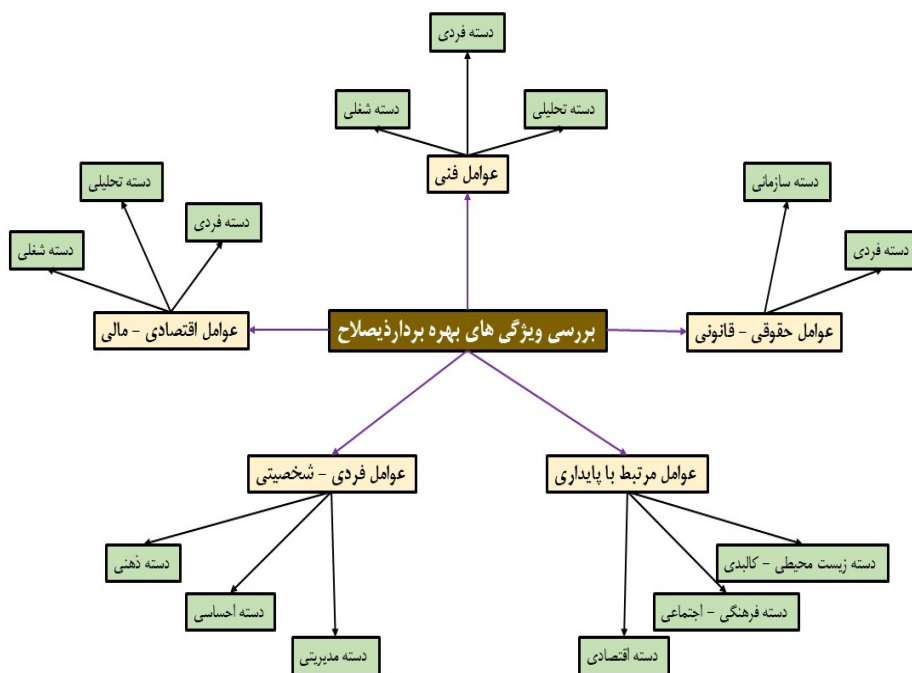 دسته فردی
دسته شغلی
دسته تحلیلی
عوامل فنی
دسته سازمانی
دسته فردی
عوامل حقوقی - قانونی
دسته تحلیلی
دسته فردی
دسته شغلی
عوامل اقتصادی - مالی
بررسی ویژگی های بهره بردارذیصلاح
عوامل مرتبط با پایداری
دسته زیست محیطی - کالبدی
دسته فرهنگی - اجتماعی
دسته اقتصادی
عوامل فردی - شخصیتی
دسته ذهنی
دسته احساسی
دسته مدیریتی